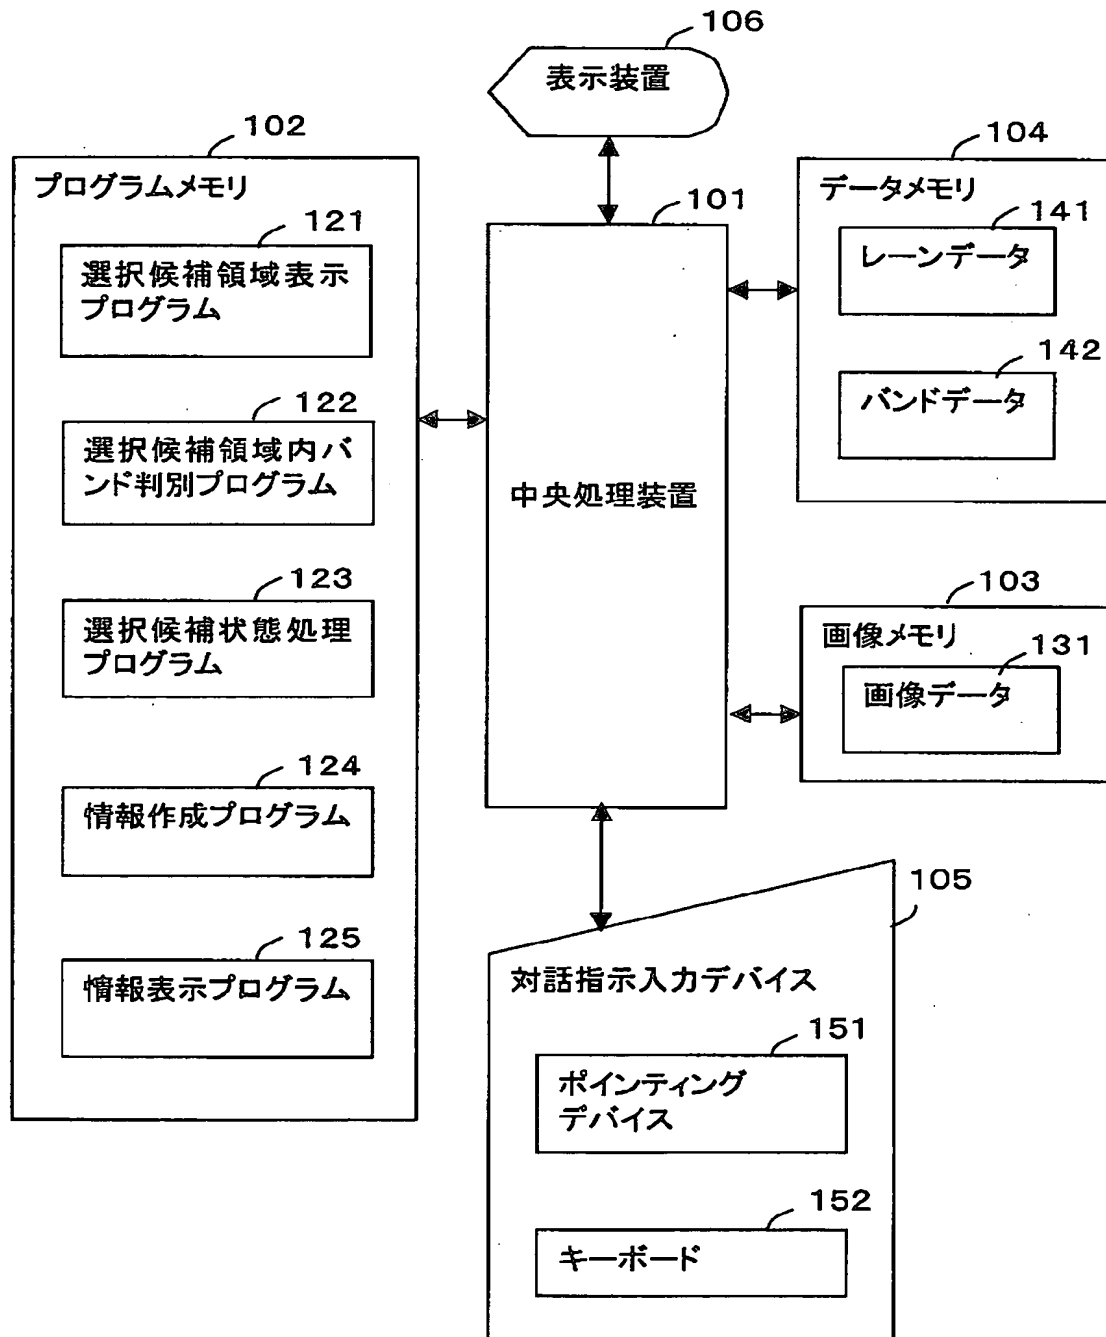 106
表示装置
102
プログラムメモリ
121
選択候補領域表示
プログラム
122
選択候補領域内バ
ンド判別プログラム
123
選択候補状態処理
プログラム
124
情報作成プログラム
125
情報表示プログラム
101
中央処理装置
104
データメモリ
141
レーンデータ
142
バンドデータ
103
画像メモリ
131
画像データ
105
対話指示入力デバイス
151
ポインティング
デバイス
152
キーボード